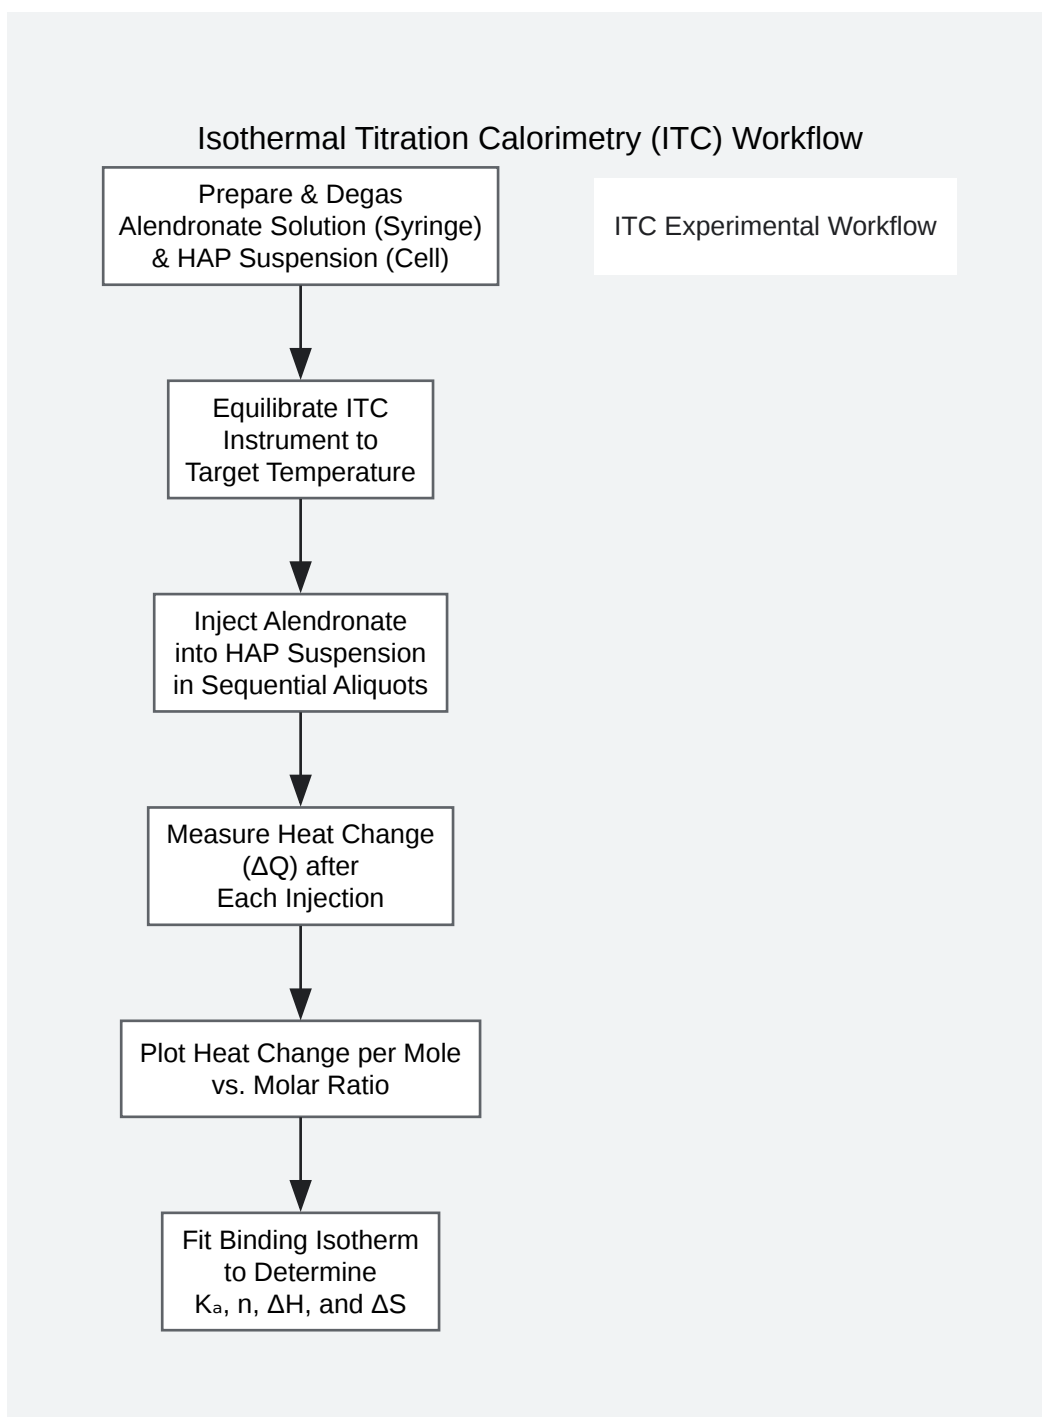 Isothermal Titration Calorimetry (ITC) Workflow
Prepare & Degas
Alendronate Solution (Syringe)
& HAP Suspension (Cell)
ITC Experimental Workflow
Equilibrate ITC
Instrument to
Target Temperature
Inject Alendronate
into HAP Suspension
in Sequential Aliquots
Measure Heat Change
(ΔQ) after
Each Injection
Plot Heat Change per Mole
vs. Molar Ratio
Fit Binding Isotherm
to Determine
Kₐ, n, ΔH, and ΔS